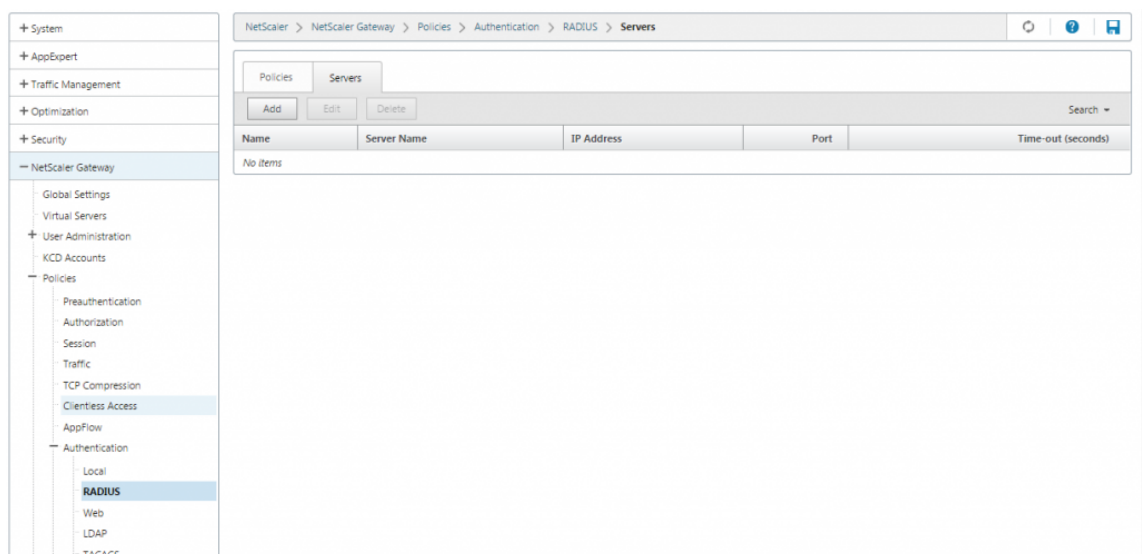 System
AppExpert
Traffic Management
Optimization
Security
NetScaler Gateway
Global Settings
Virtual Servers
User Administration
KCD Accounts
Policies
Preauthentication
Authorization
Session
Traffic
TCP Compression
Clientless Access
AppFlow
Authentication
Local
RADIUS
Web
LDAP
TACACS
NetScaler > NetScaler Gateway > Policies > Authentication > RADIUS > Servers
Policies Servers
Add Edit Delete Search
Name Server Name IP Address Port Time-out (seconds)
No items